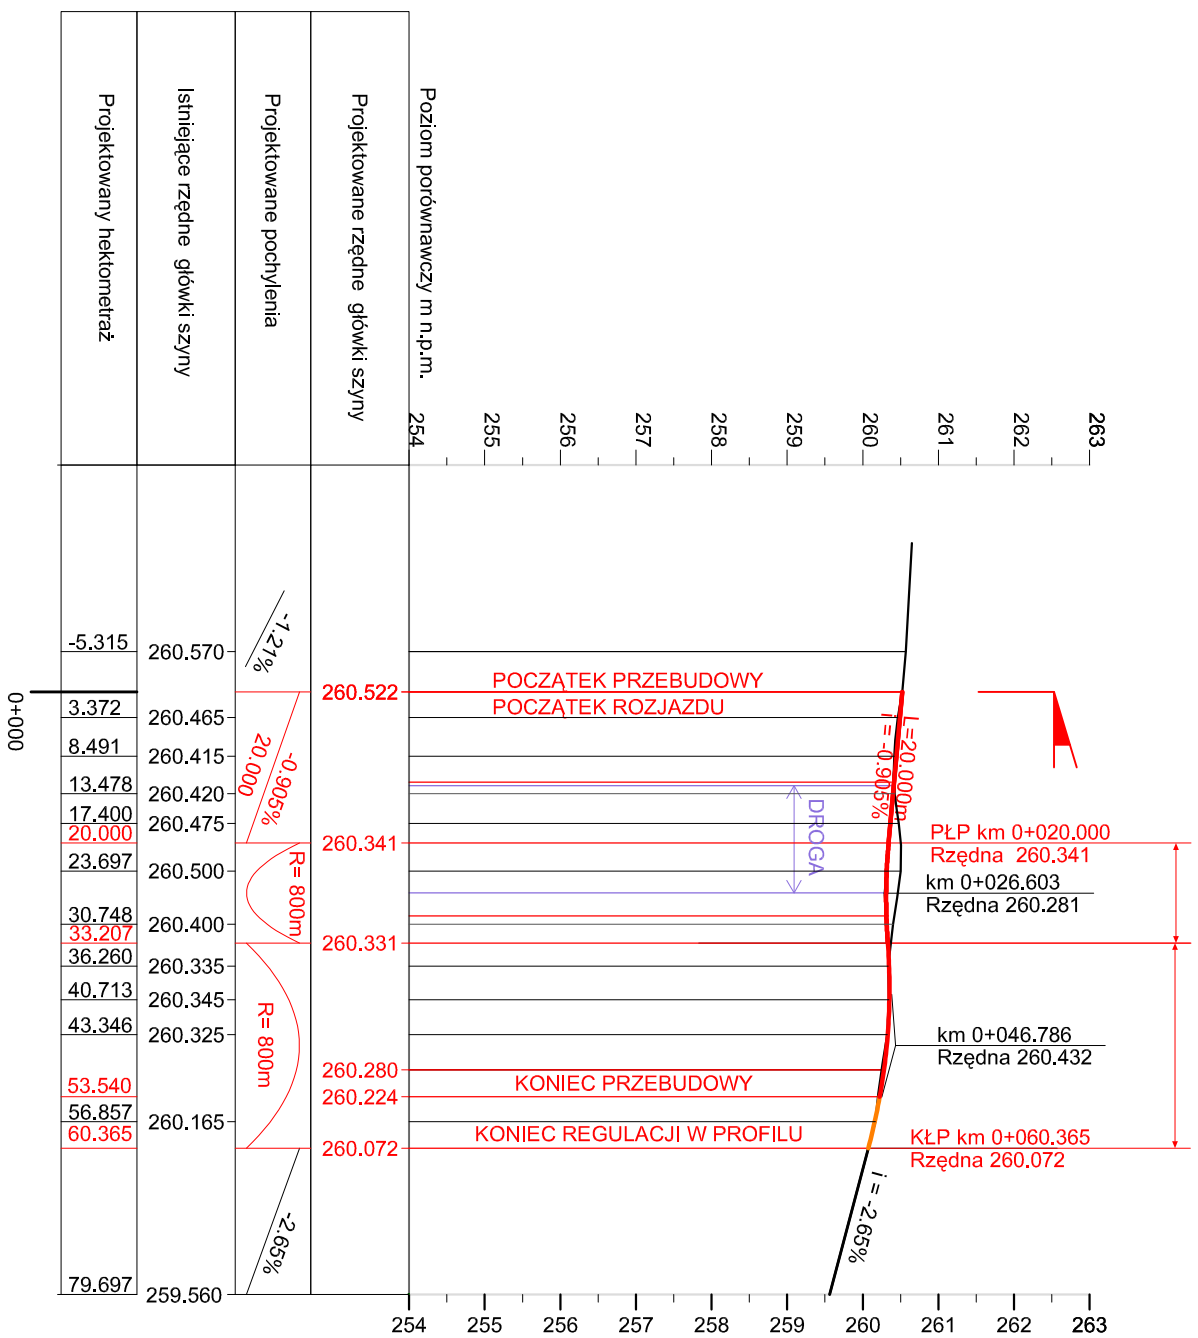 Projektowany hektometraż
Istniejące rzędne główki szyny
Projektowane pochylenia
Projektowane rzędne główki szyny
Poziom porównawczy m n.p.m.
254
255
256
257
258
259
260
261
262
263
-5.315
260.570
-1.21%
0+000
260.522
POCZĄTEK PRZEBUDOWY
3.372
260.465
POCZĄTEK ROZJAZDU
L=20.000m
i = -0.905%
8.491
260.415
-0.905%
20.000
13.478
260.420
DROGA
17.400
260.475
20.000
260.341
PŁP km 0+020.000
Rzędna 260.341
23.697
260.500
R= 800m
km 0+026.603
Rzędna 260.281
30.748
260.400
33.207
260.331
36.260
260.335
40.713
260.345
R= 800m
43.346
260.325
km 0+046.786
Rzędna 260.432
260.280
KONIEC PRZEBUDOWY
53.540
260.224
56.857
260.165
KONIEC REGULACJI W PROFILU
60.365
260.072
KŁP km 0+060.365
Rzędna 260.072
i = -2.65%
-2.65%
79.697
259.560
254
255
256
257
258
259
260
261
262
263